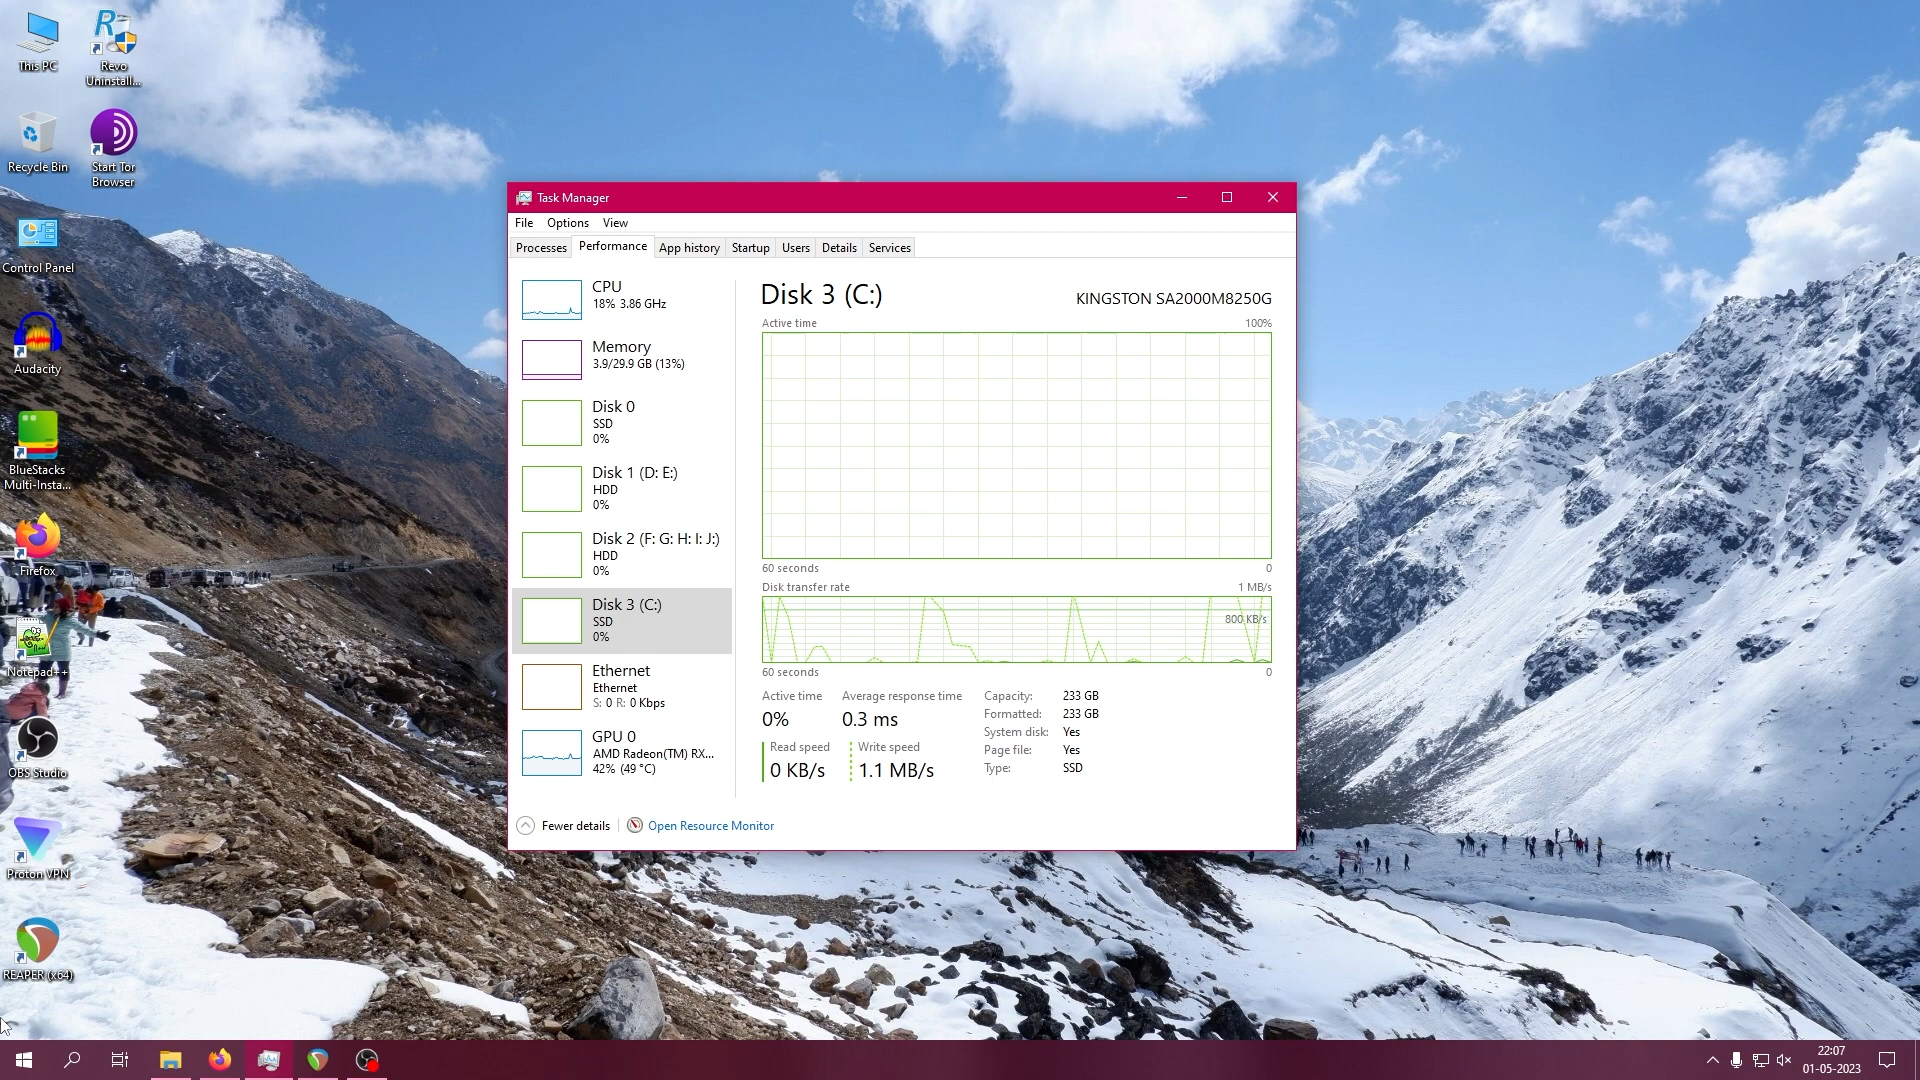 This PC
Revo
Uninstall...
Recycle Bin
Start Tor
Browser
Control Panel
Audacity
BlueStacks
Multi-Insta...
Firefox
Notepad++
OBS Studio
Proton VPN
REAPER (x64)
Task Manager
File Options View
Processes Performance App history Startup Users Details Services
CPU
18% 3.86 GHz
Memory
3.9/29.9 GB (13%)
Disk 0
SSD
0%
Disk 1 (D: E:)
HDD
0%
Disk 2 (F: G: H: I: J:)
HDD
0%
Disk 3 (C:)
SSD
0%
Ethernet
Ethernet
S: 0 R: 0 Kbps
GPU 0
AMD Radeon(TM) RX...
42% (49 °C)
Disk 3 (C:) KINGSTON SA2000M8250G
Active time 100%
60 seconds 0
Disk transfer rate 1 MB/s
800 KB/s
60 seconds 0
Active time Average response time
0% 0.3 ms
Read speed Write speed
0 KB/s 1.1 MB/s
Capacity: 233 GB
Formatted: 233 GB
System disk: Yes
Page file: Yes
Type: SSD
Fewer details Open Resource Monitor
22:07
01-05-2023